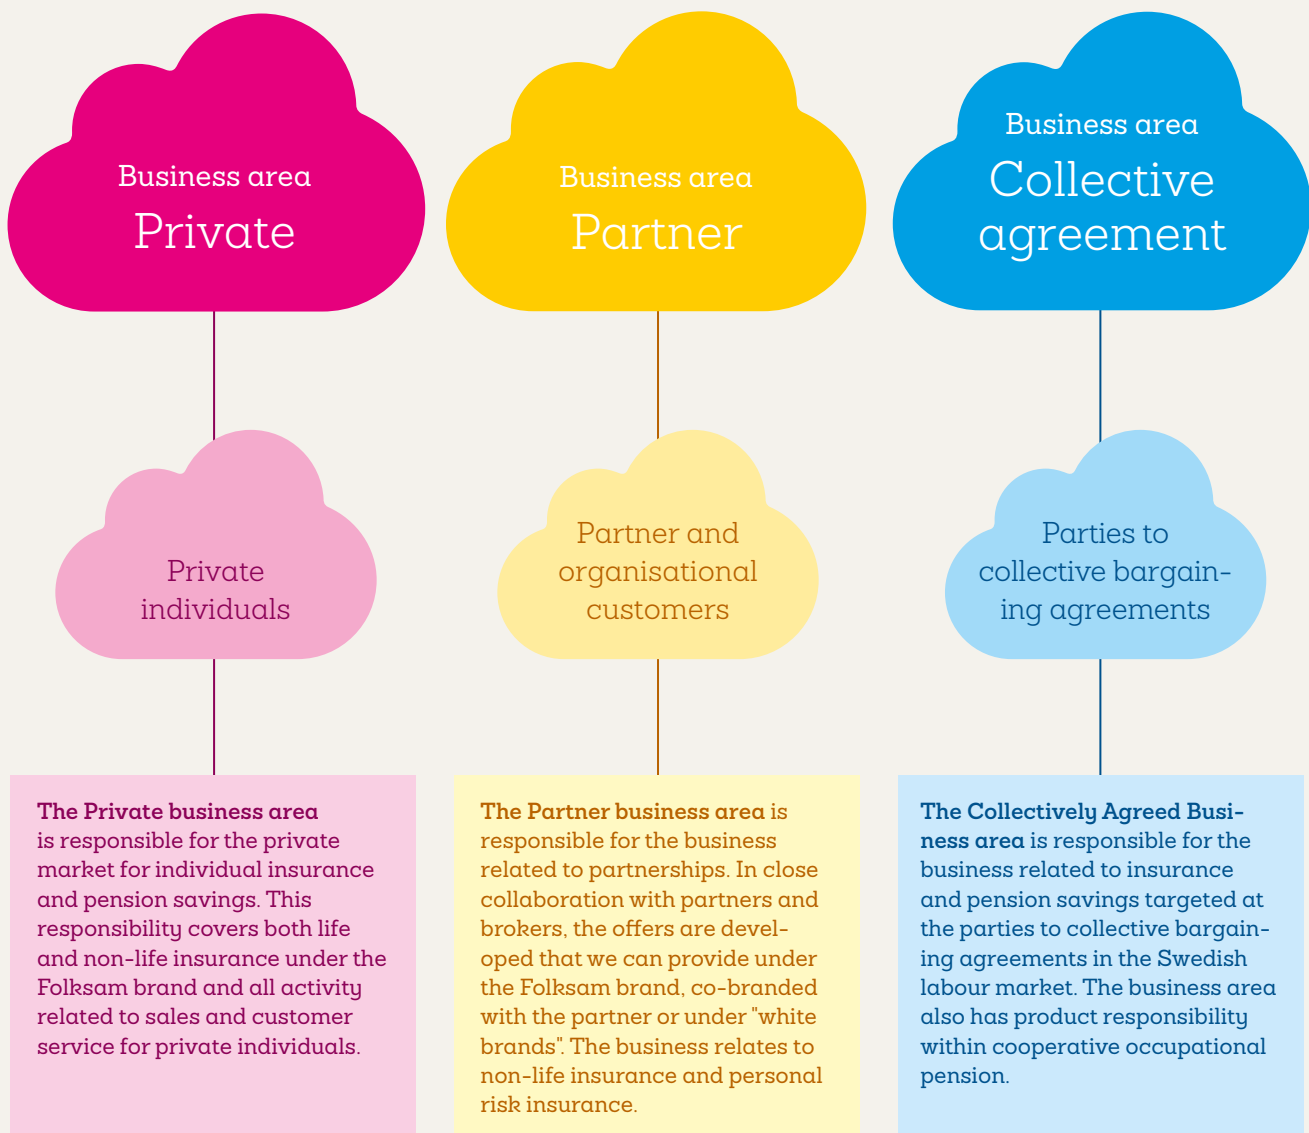 Business area
Private
Business area
Partner
Business area
Collective
agreement
Private
individuals
Partner and
organisational
customers
Parties to
collective bargain-
ing agreements
The Private business area
is responsible for the private
market for individual insurance
and pension savings. This
responsibility covers both life
and non-life insurance under the
Folksam brand and all activity
related to sales and customer
service for private individuals.
The Partner business area is
responsible for the business
related to partnerships. In close
collaboration with partners and
brokers, the offers are devel-
oped that we can provide under
the Folksam brand, co-branded
with the partner or under "white
brands". The business relates to
non-life insurance and personal
risk insurance.
The Collectively Agreed Busi-
ness area is responsible for the
business related to insurance
and pension savings targeted at
the parties to collective bargain-
ing agreements in the Swedish
labour market. The business area
also has product responsibility
within cooperative occupational
pension.